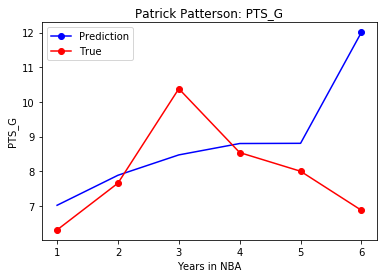 Patrick Patterson: PTS_G
Prediction
True
PTS_G
12
11
10
9
8
7
1 2 3 4 5 6
Years in NBA